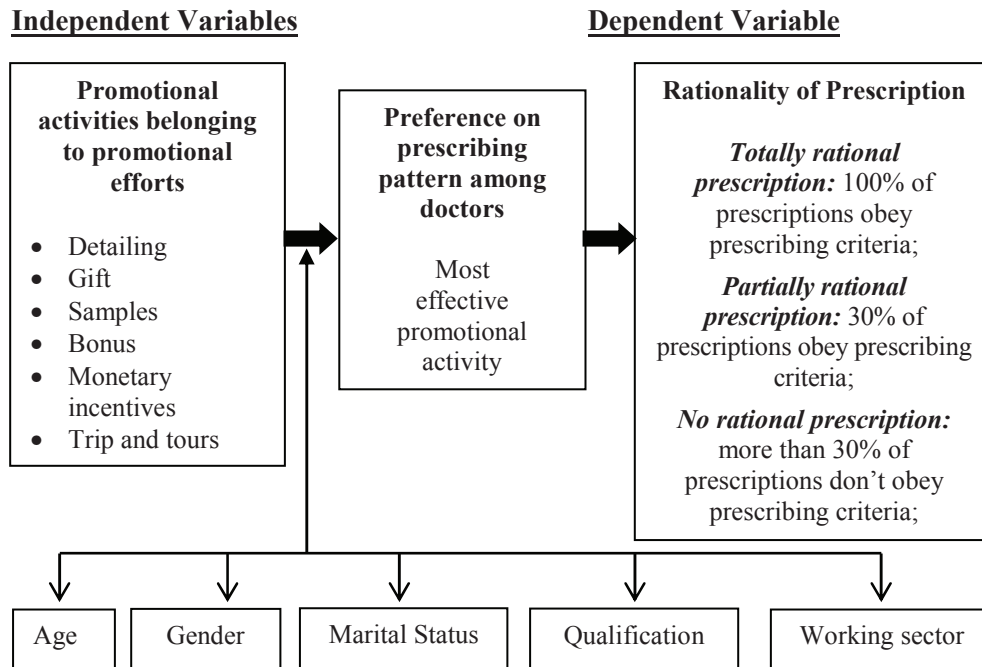 Independent Variables
Dependent Variable
Promotional
activities belonging
to promotional
efforts
• Detailing
• Gift
• Samples
• Bonus
• Monetary
incentives
• Trip and tours
Preference on
prescribing
pattern among
doctors
Most
effective
promotional
activity
Rationality of Prescription
Totally rational
prescription: 100% of
prescriptions obey
prescribing criteria;
Partially rational
prescription: 30% of
prescriptions obey prescribing
criteria;
No rational prescription:
more than 30% of
prescriptions don’t obey
prescribing criteria;
Age
Gender
Marital Status
Qualification
Working sector